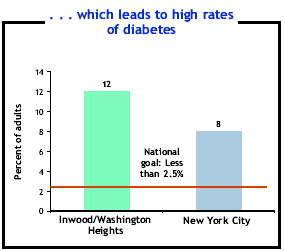 . . . which leads to high rates
of diabetes
Percent of adults
14
12
10
8
6
4
2
0
12
8
National
goal: Less
than 2.5%
Inwood/Washington
Heights
New York City